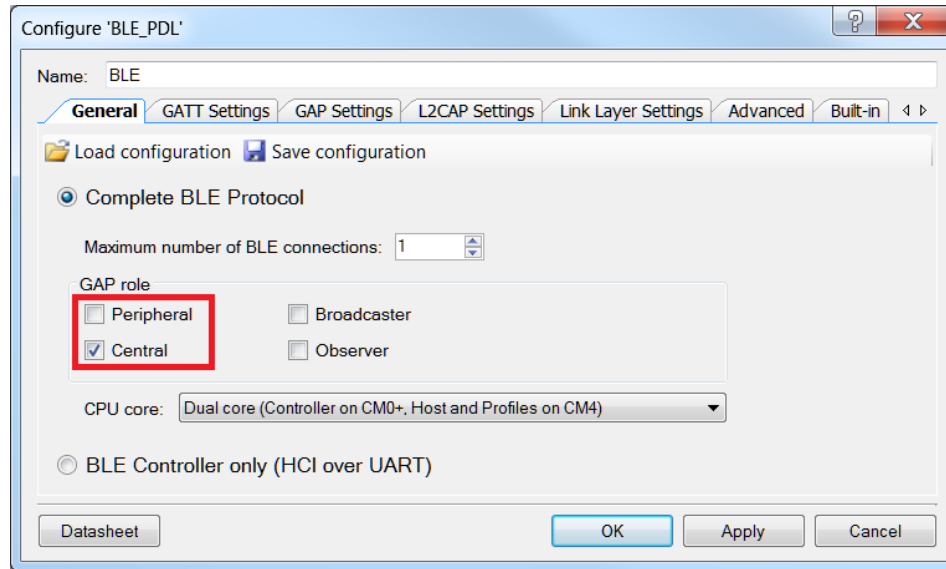 Configure 'BLE_PDL'
Name: BLE
General GATT Settings GAP Settings L2CAP Settings Link Layer Settings Advanced Built-in
Load configuration Save configuration
Complete BLE Protocol
Maximum number of BLE connections: 1
GAP role
Peripheral Broadcaster
Central Observer
CPU core: Dual core (Controller on CM0+, Host and Profiles on CM4)
BLE Controller only (HCI over UART)
Datasheet OK Apply Cancel